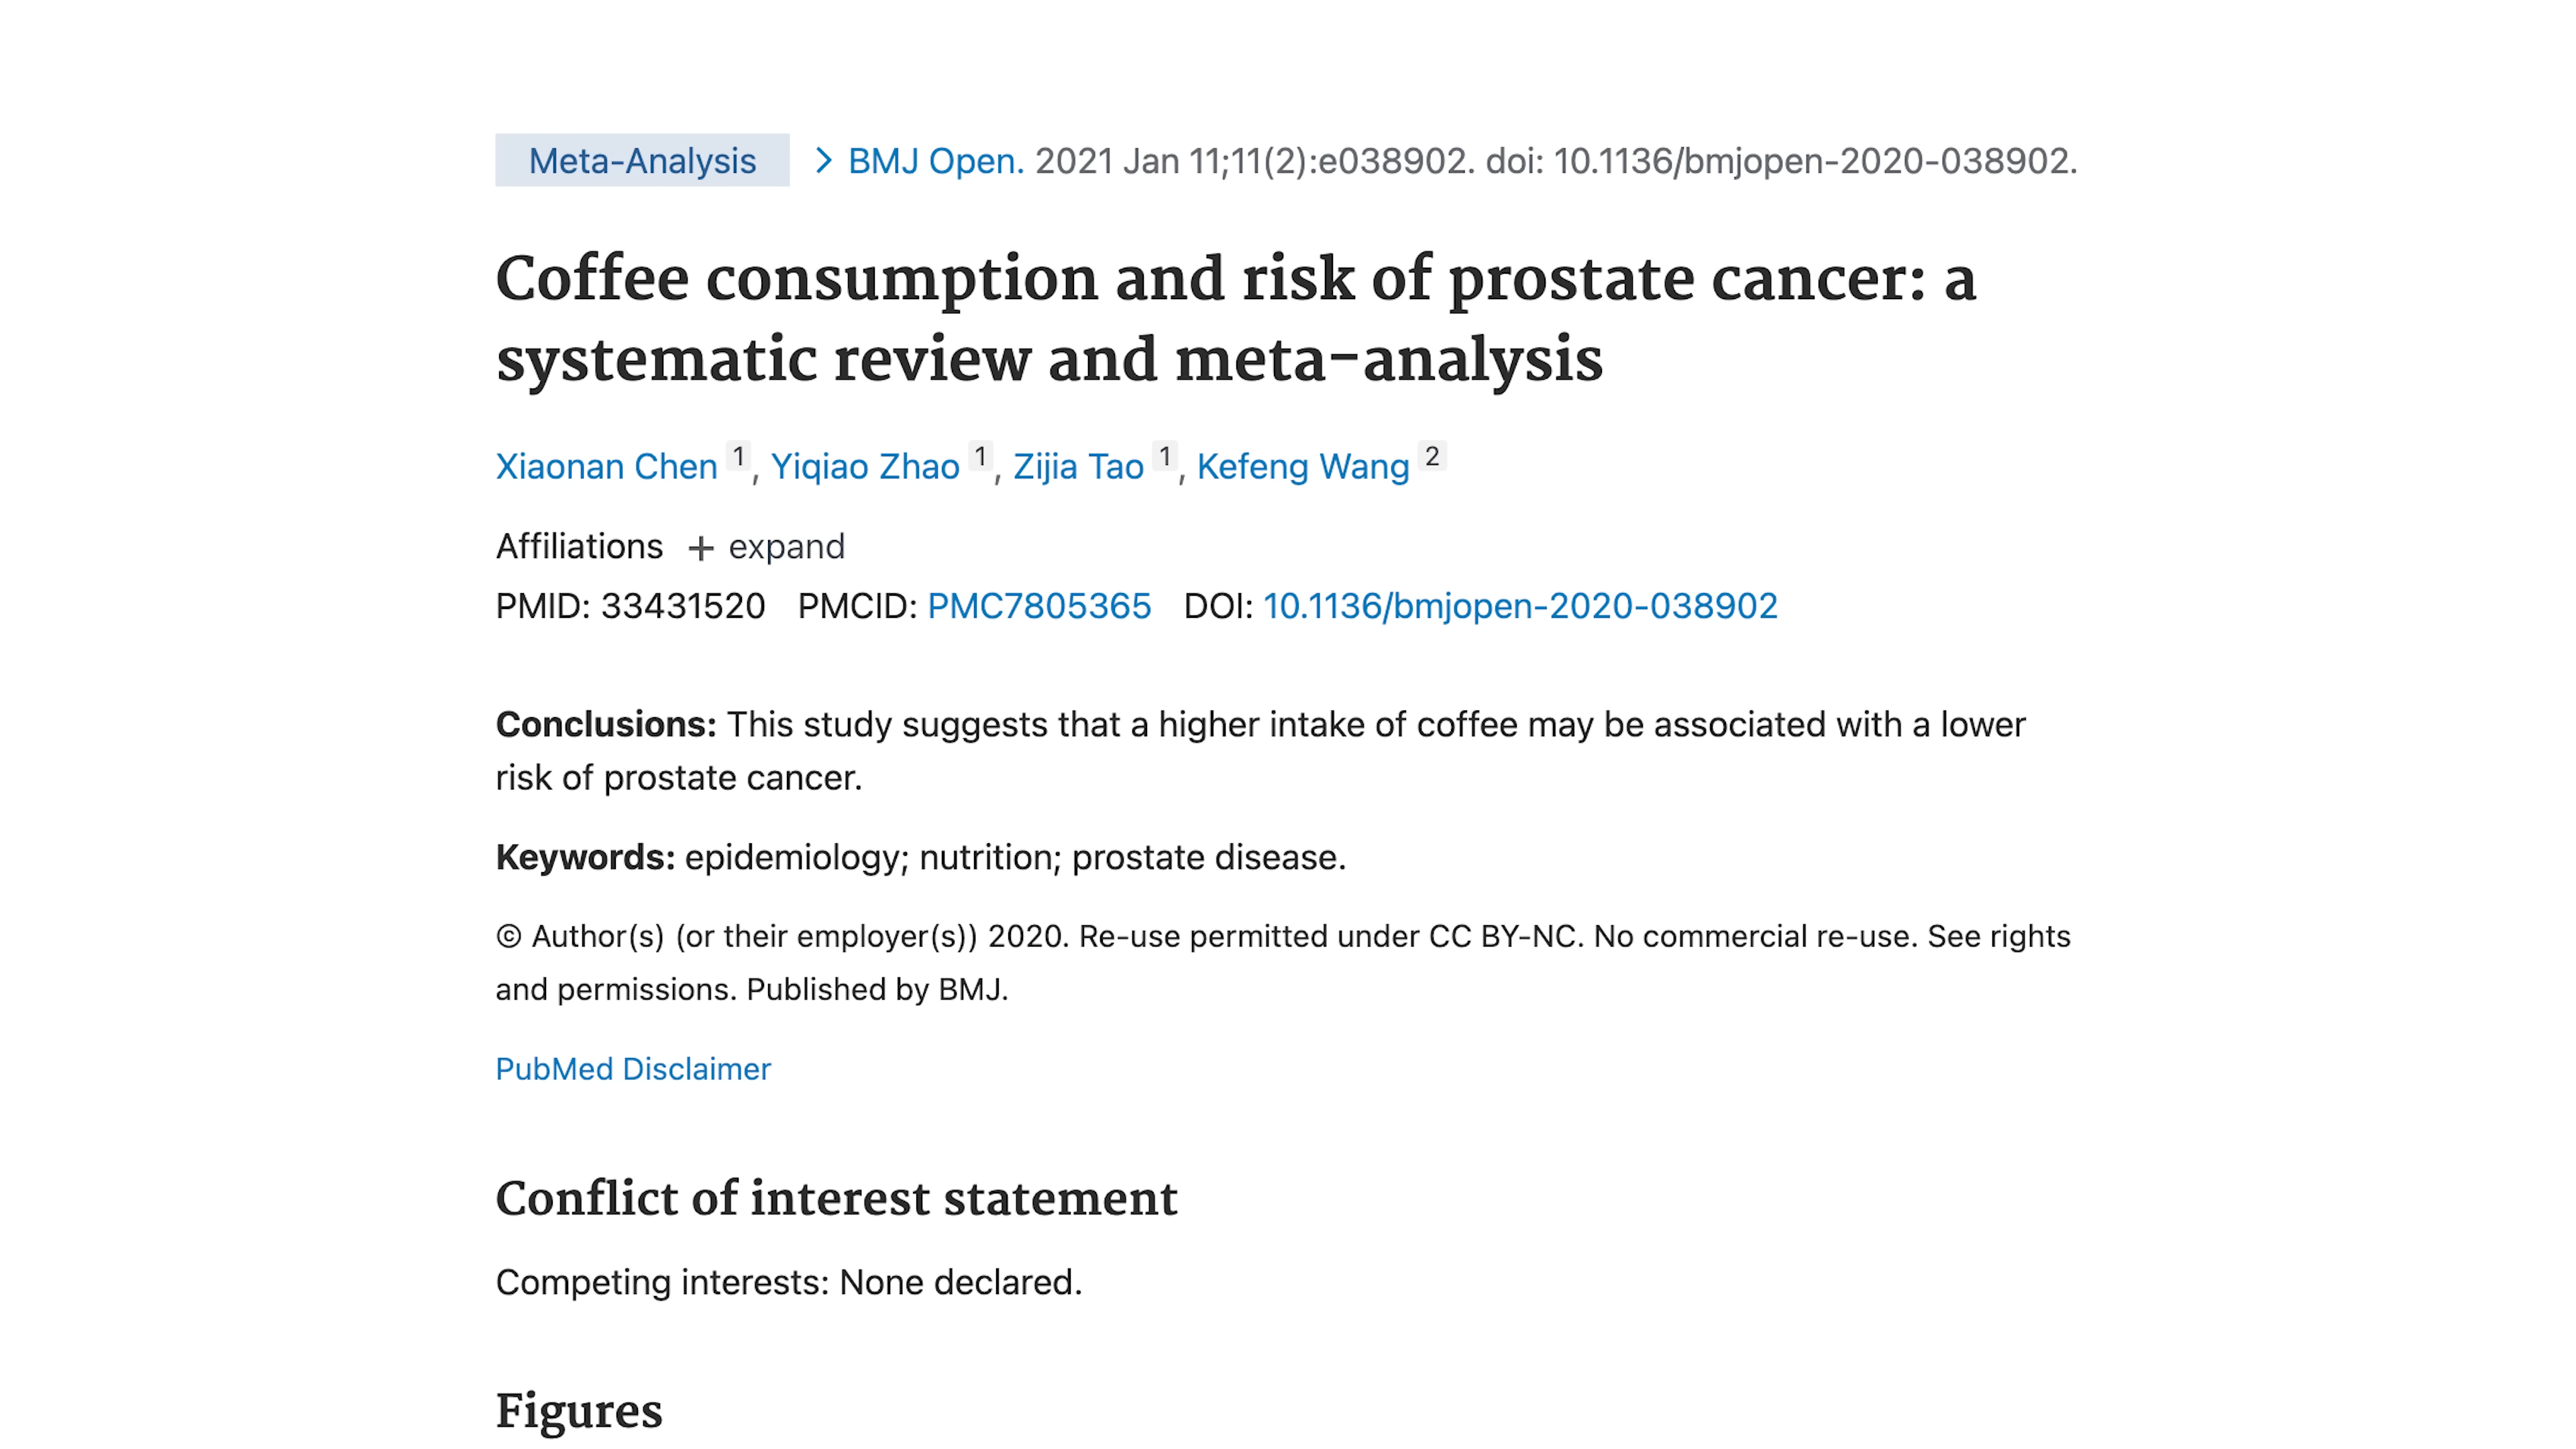 Meta-Analysis > BMJ Open. 2021 Jan 11;11(2):e038902. doi: 10.1136/bmjopen-2020-038902.
Coffee consumption and risk of prostate cancer: a
systematic review and meta-analysis
Xiaonan Chen 1, Yiqiao Zhao 1, Zijia Tao 1, Kefeng Wang 2
Affiliations + expand
PMID: 33431520 PMCID: PMC7805365 DOI: 10.1136/bmjopen-2020-038902
Conclusions: This study suggests that a higher intake of coffee may be associated with a lower
risk of prostate cancer.
Keywords: epidemiology; nutrition; prostate disease.
© Author(s) (or their employer(s)) 2020. Re-use permitted under CC BY-NC. No commercial re-use. See rights
and permissions. Published by BMJ.
PubMed Disclaimer
Conflict of interest statement
Competing interests: None declared.
Figures